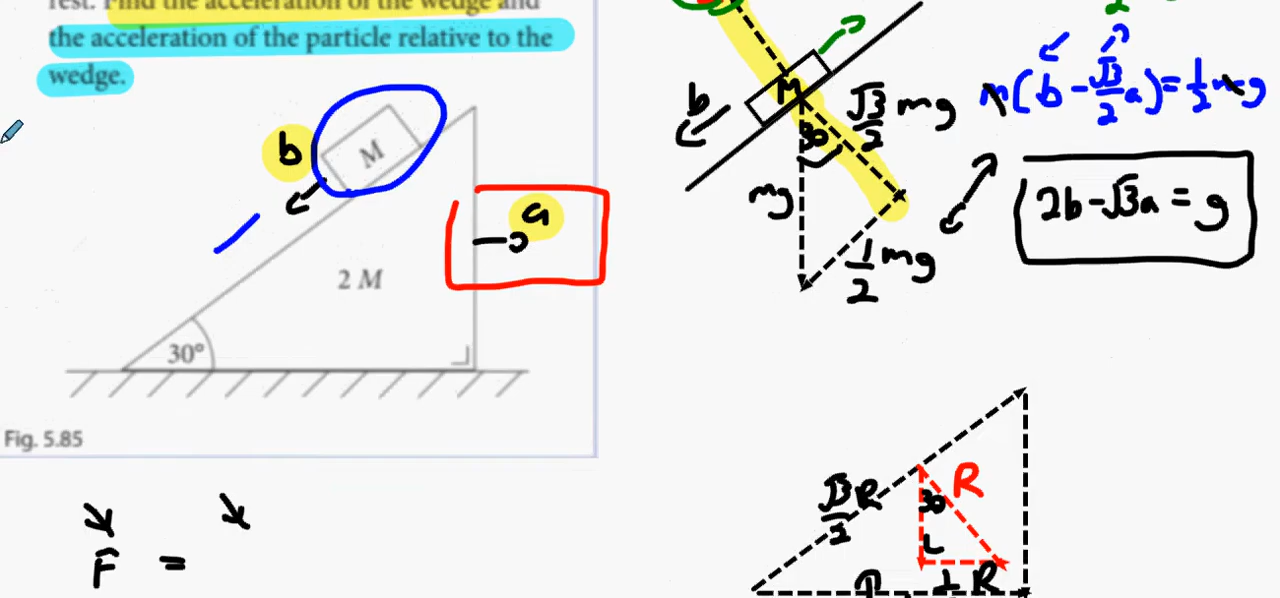 rest. Find the acceleration of the wedge and
the acceleration of the particle relative to the
wedge.
b
M
a
2 M
30°
Fig. 5.85
F =
M
b
30
√3/2 mg
mg
1/2 mg
2
m(b - √3/2 a) = 1/2 mg
2b - √3a = g
√3/2 R
30
R
1 R